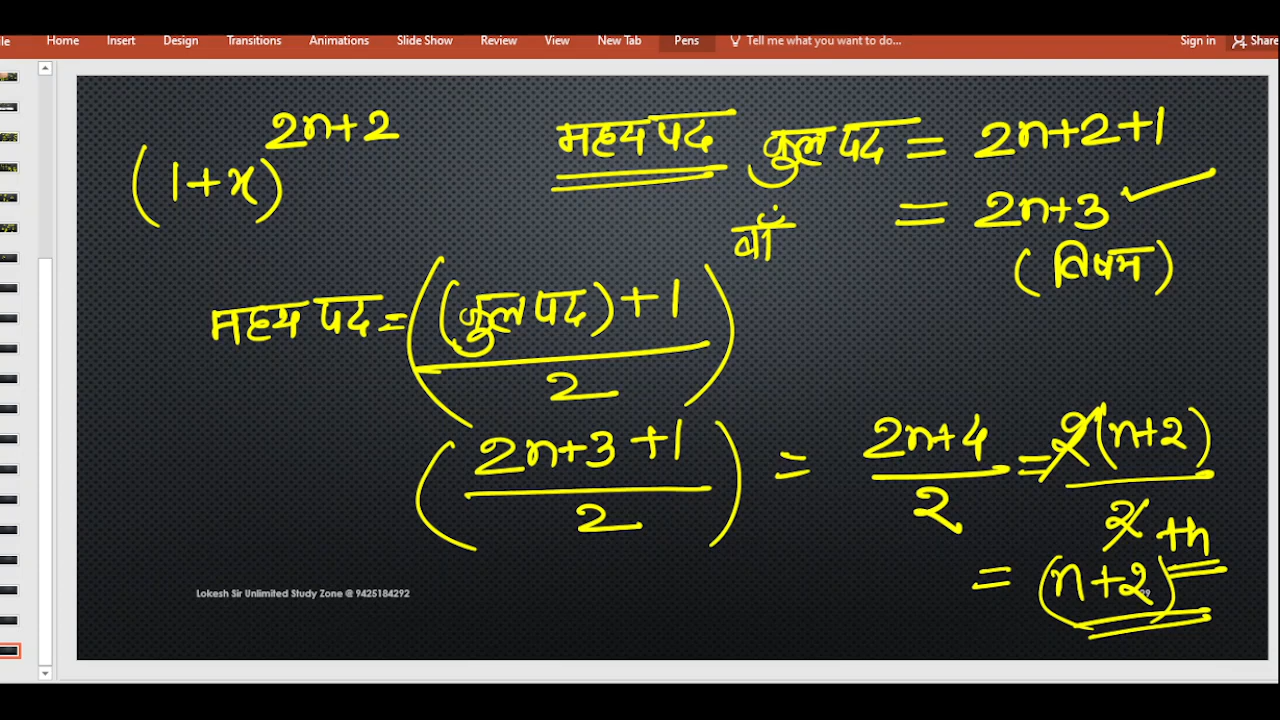 le Home Insert Design Transitions Animations Slide Show Review View New Tab Pens Tell me what you want to do... Sign in Share
(1+x)^{2n+2} मध्य पद कुल पद = 2n+2+1
वाँ = 2n+3 ✓
(विषम)
मध्य पद = ((कुल पद)+1)/2
((2n+3+1)/2) = (2n+4)/2 = 2(n+2)/2
= (n+2)^{th}
Lokesh Sir Unlimited Study Zone @ 9425184292